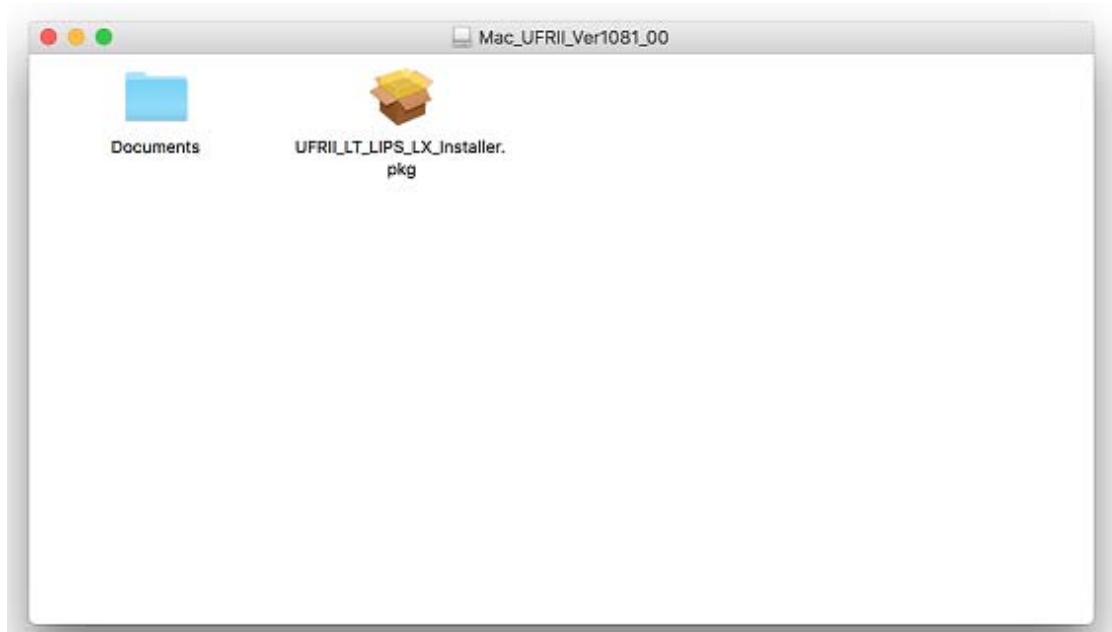 Mac_UFRII_Ver1081_00
Documents
UFRII_LT_LIPS_LX_Installer.
pkg